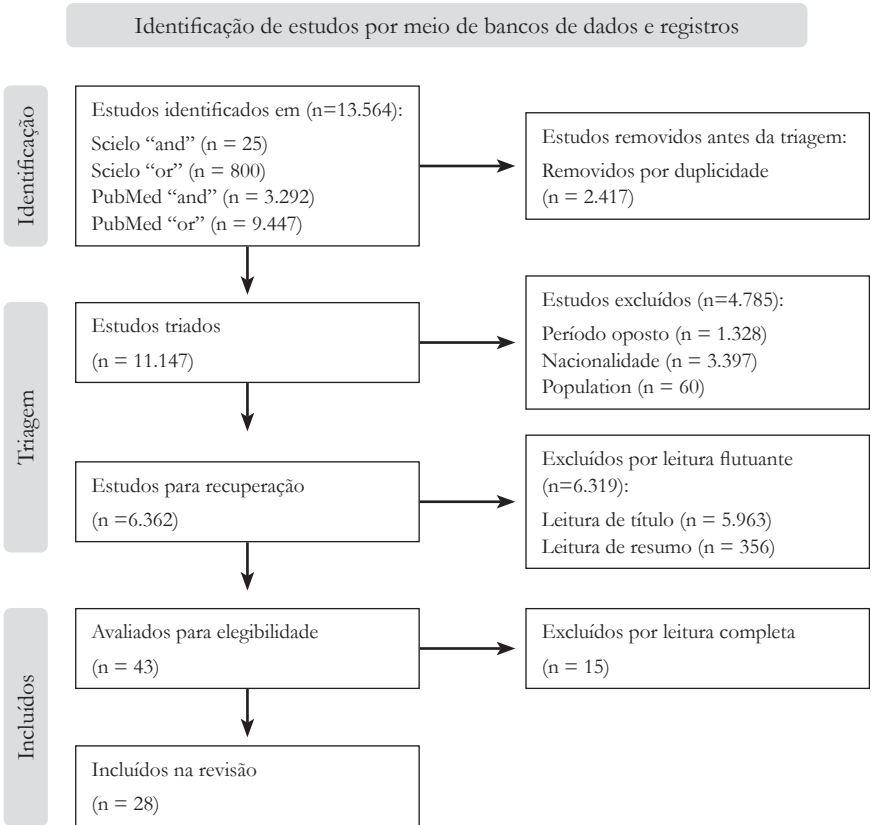 Identificação de estudos por meio de bancos de dados e registros
Identificação
Estudos identificados em (n=13.564):
Scielo “and” (n = 25)
Scielo “or” (n = 800)
PubMed “and” (n = 3.292)
PubMed “or” (n = 9.447)
Estudos removidos antes da triagem:
Removidos por duplicidade
(n = 2.417)
Triagem
Estudos triados
(n = 11.147)
Estudos excluídos (n=4.785):
Período oposto (n = 1.328)
Nacionalidade (n = 3.397)
Population (n = 60)
Estudos para recuperação
(n =6.362)
Excluídos por leitura flutuante
(n=6.319):
Leitura de título (n = 5.963)
Leitura de resumo (n = 356)
Incluídos
Avaliados para elegibilidade
(n = 43)
Excluídos por leitura completa
(n = 15)
Incluídos na revisão
(n = 28)